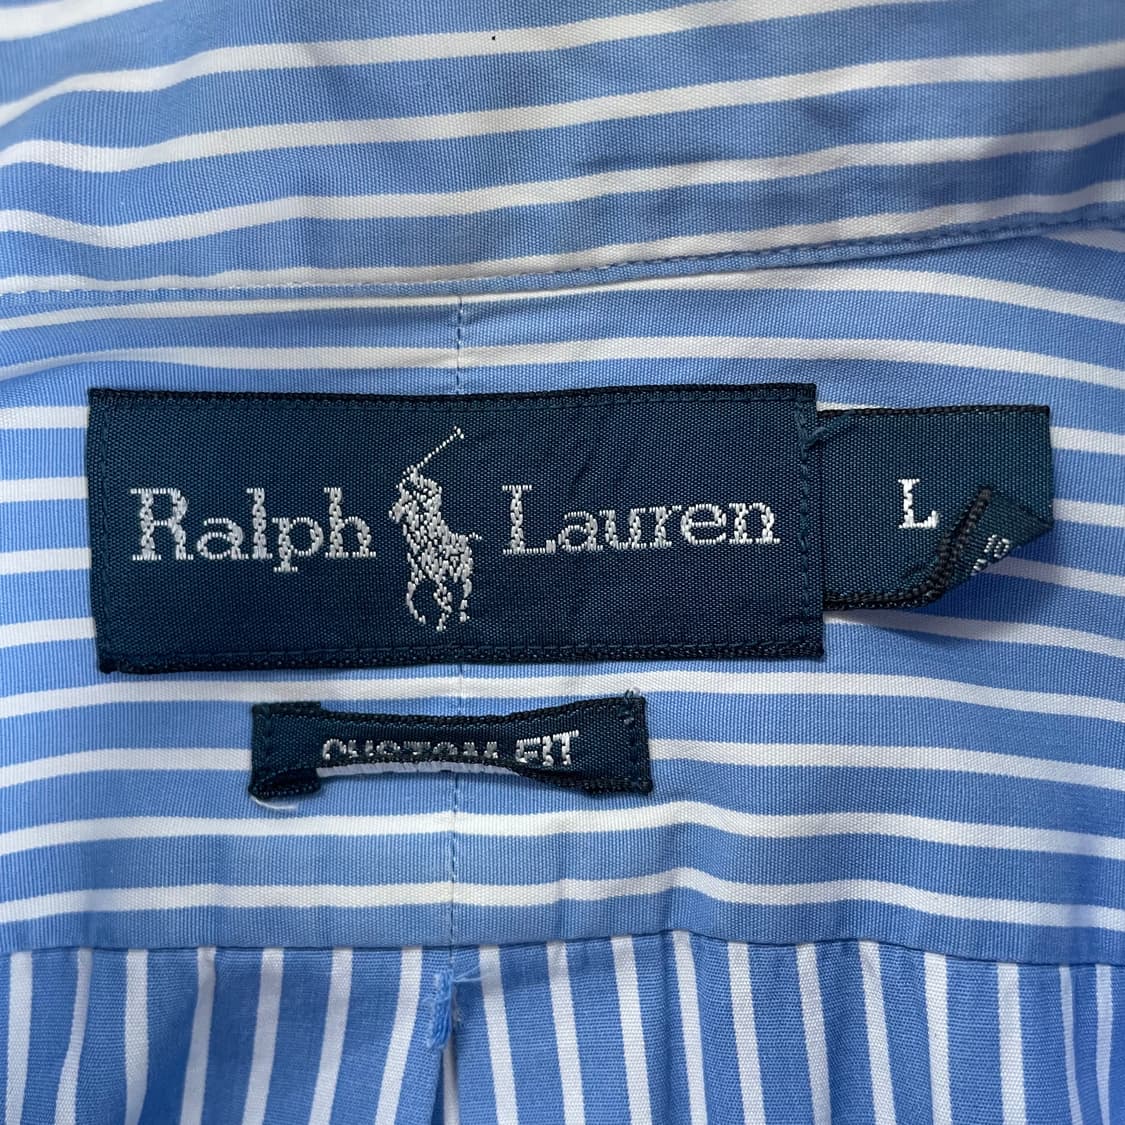 Ralph Lauren
L
CUSTOM FIT